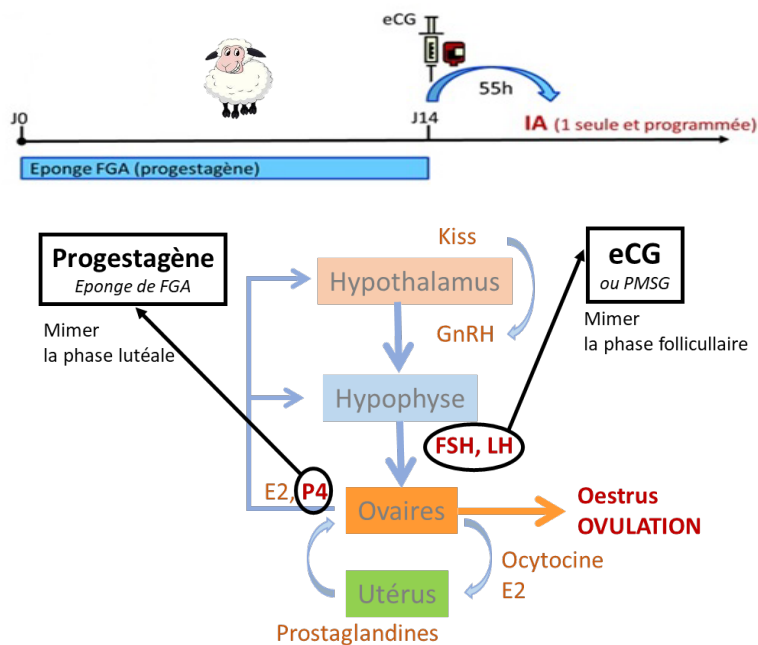 eCG
55h
J0
J14
IA (1 seule et programmée)
Eponge FGA (progestagène)
Progestagène
Eponge de FGA
Mimer
la phase lutéale
Kiss
Hypothalamus
GnRH
eCG
ou PMSG
Mimer
la phase follicullaire
Hypophyse
FSH, LH
E2, P4
Ovaires
Oestrus
OVULATION
Ocytocine
E2
Utérus
Prostaglandines